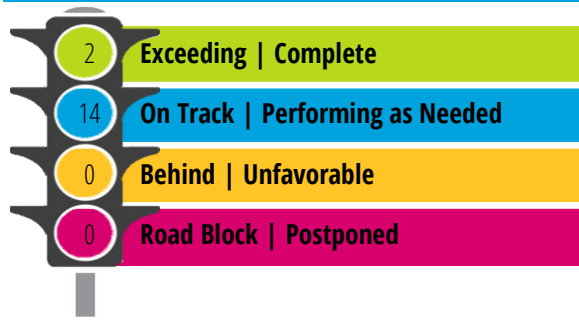 2 Exceeding | Complete
14 On Track | Performing as Needed
0 Behind | Unfavorable
0 Road Block | Postponed